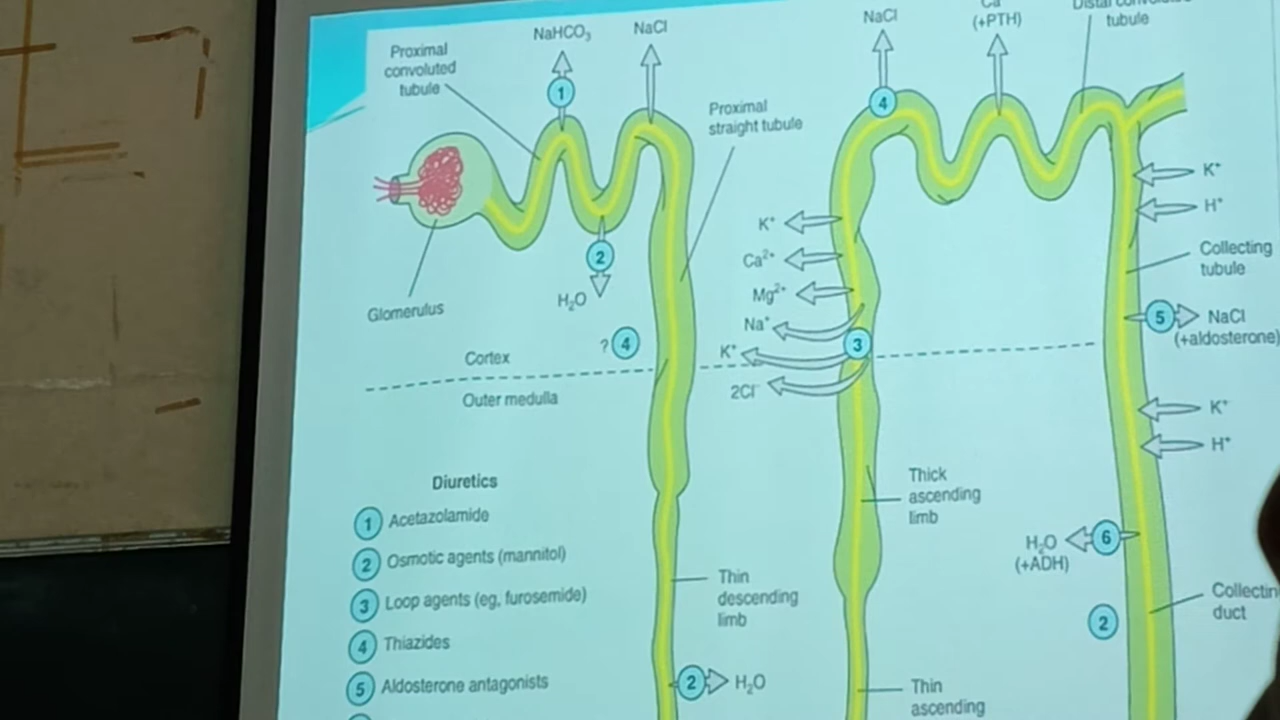 NaHCO₃
NaCl
NaCl
Ca
(+PTH)
Distal
tubule
Proximal
convoluted
tubule
1
4
Proximal
straight tubule
K⁺
H⁺
K⁺
Ca²⁺
Mg²⁺
Na⁺
K⁺
2Cl⁻
3
2
H₂O
Glomerulus
? 4
Collecting
tubule
5
NaCl
(+aldosterone)
Cortex
Outer medulla
K⁺
H⁺
Diuretics
1 Acetazolamide
2 Osmotic agents (mannitol)
3 Loop agents (eg, furosemide)
4 Thiazides
5 Aldosterone antagonists
Thick
ascending
limb
H₂O
(+ADH)
6
2
Thin
descending
limb
duct
2
H₂O
Thin
ascending